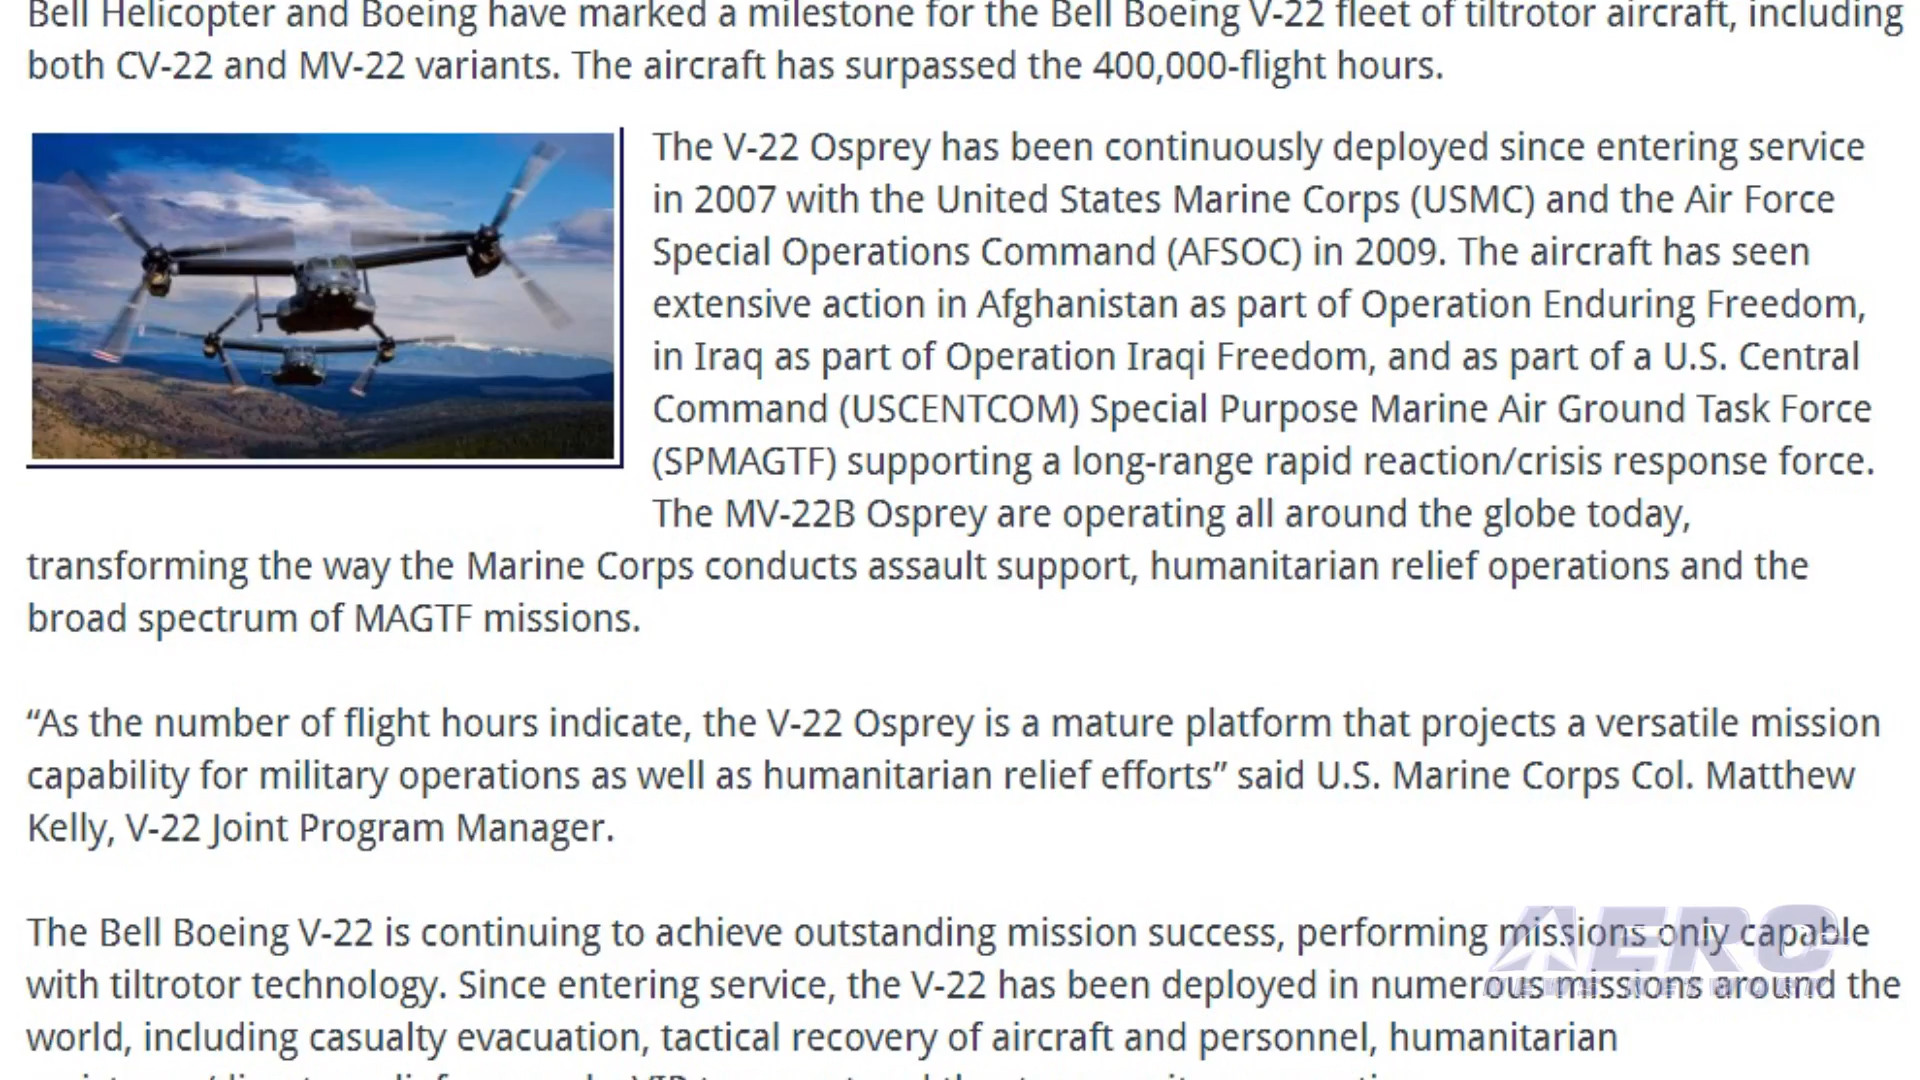 Bell Helicopter and Boeing have marked a milestone for the Bell Boeing V-22 fleet of tiltrotor aircraft, including
both CV-22 and MV-22 variants. The aircraft has surpassed the 400,000-flight hours.
The V-22 Osprey has been continuously deployed since entering service
in 2007 with the United States Marine Corps (USMC) and the Air Force
Special Operations Command (AFSOC) in 2009. The aircraft has seen
extensive action in Afghanistan as part of Operation Enduring Freedom,
in Iraq as part of Operation Iraqi Freedom, and as part of a U.S. Central
Command (USCENTCOM) Special Purpose Marine Air Ground Task Force
(SPMAGTF) supporting a long-range rapid reaction/crisis response force.
The MV-22B Osprey are operating all around the globe today,
transforming the way the Marine Corps conducts assault support, humanitarian relief operations and the
broad spectrum of MAGTF missions.
“As the number of flight hours indicate, the V-22 Osprey is a mature platform that projects a versatile mission
capability for military operations as well as humanitarian relief efforts” said U.S. Marine Corps Col. Matthew
Kelly, V-22 Joint Program Manager.
The Bell Boeing V-22 is continuing to achieve outstanding mission success, performing missions only capable
with tiltrotor technology. Since entering service, the V-22 has been deployed in numerous missions around the
world, including casualty evacuation, tactical recovery of aircraft and personnel, humanitarian
AERO
NEWS NETWORK